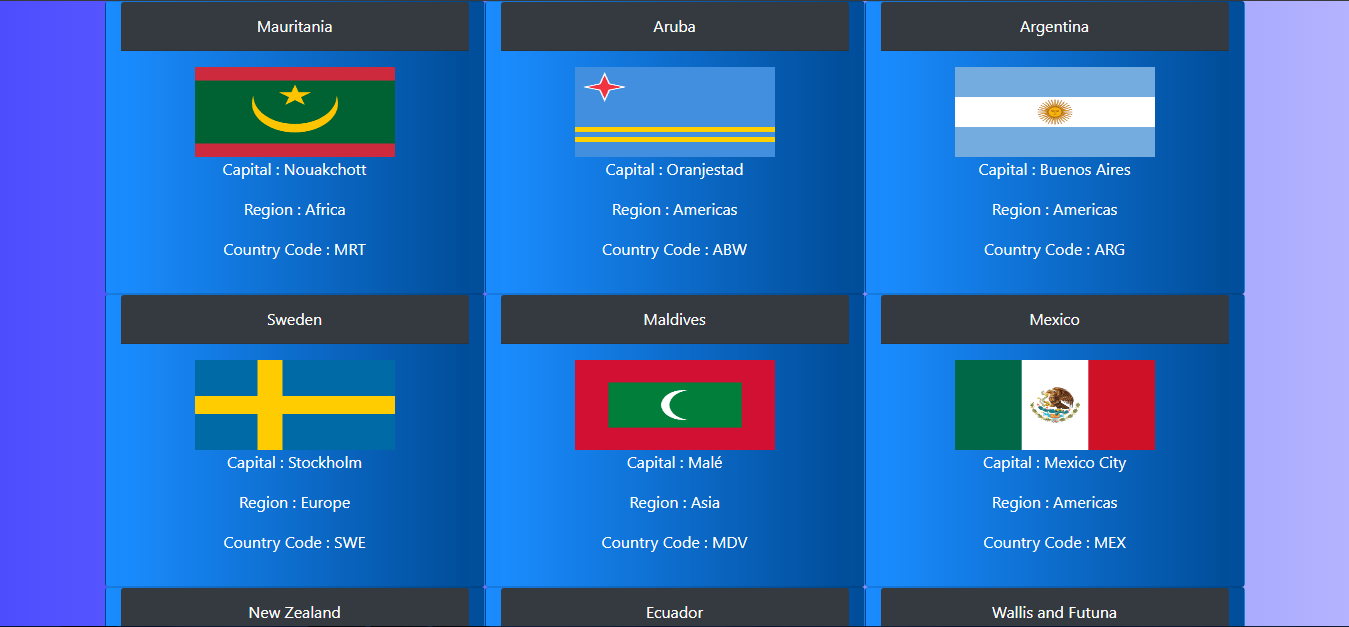 Mauritania
Aruba
Argentina
Capital : Nouakchott
Capital : Oranjestad
Capital : Buenos Aires
Region : Africa
Region : Americas
Region : Americas
Country Code : MRT
Country Code : ABW
Country Code : ARG
Sweden
Maldives
Mexico
Capital : Stockholm
Capital : Malé
Capital : Mexico City
Region : Europe
Region : Asia
Region : Americas
Country Code : SWE
Country Code : MDV
Country Code : MEX
New Zealand
Ecuador
Wallis and Futuna